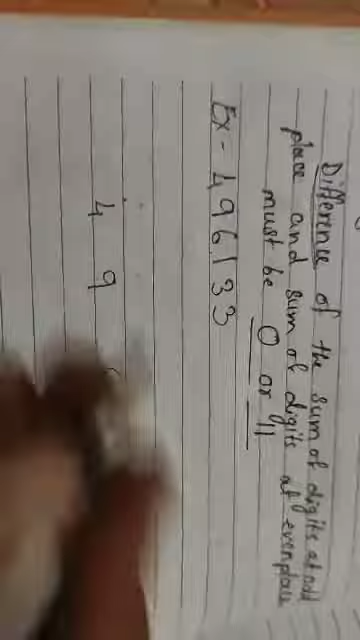 Difference of the sum of digits at odd
place and sum of digits at even place
must be 0 or 11
Ex - 496133
4 9